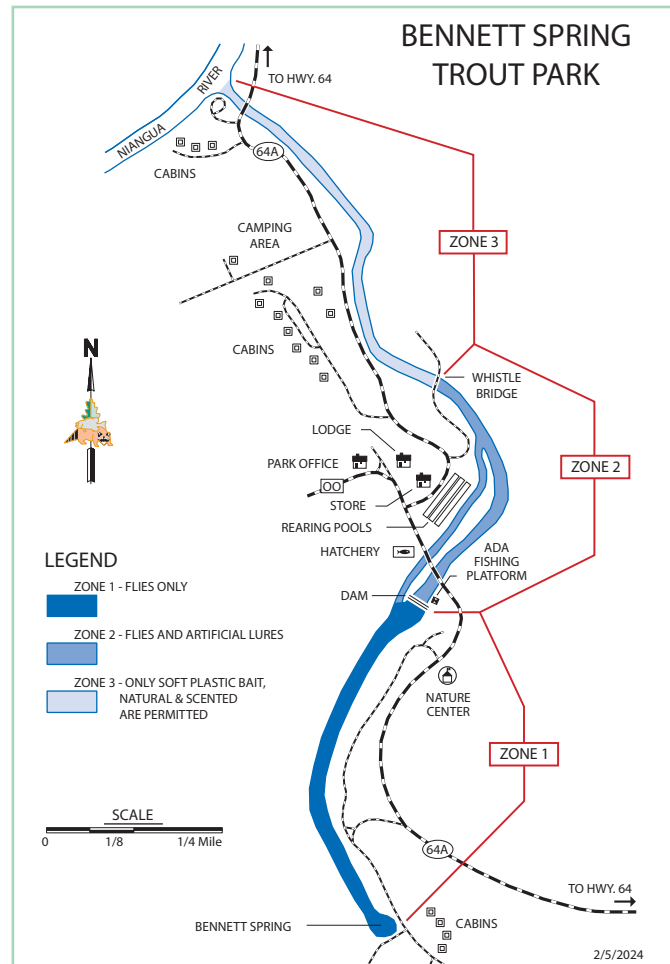 BENNETT SPRING
TROUT PARK
TO HWY. 64
NIANGUA RIVER
CABINS
64A
CAMPING
AREA
ZONE 3
CABINS
N
WHISTLE
BRIDGE
LODGE
PARK OFFICE
ZONE 2
OO
STORE
REARING POOLS
HATCHERY
ADA
FISHING
PLATFORM
DAM
LEGEND
ZONE 1 - FLIES ONLY
ZONE 2 - FLIES AND ARTIFICIAL LURES
ZONE 3 - ONLY SOFT PLASTIC BAIT,
NATURAL & SCENTED
ARE PERMITTED
NATURE
CENTER
ZONE 1
SCALE
0 1/8 1/4 Mile
64A
TO HWY. 64
BENNETT SPRING
CABINS
2/5/2024